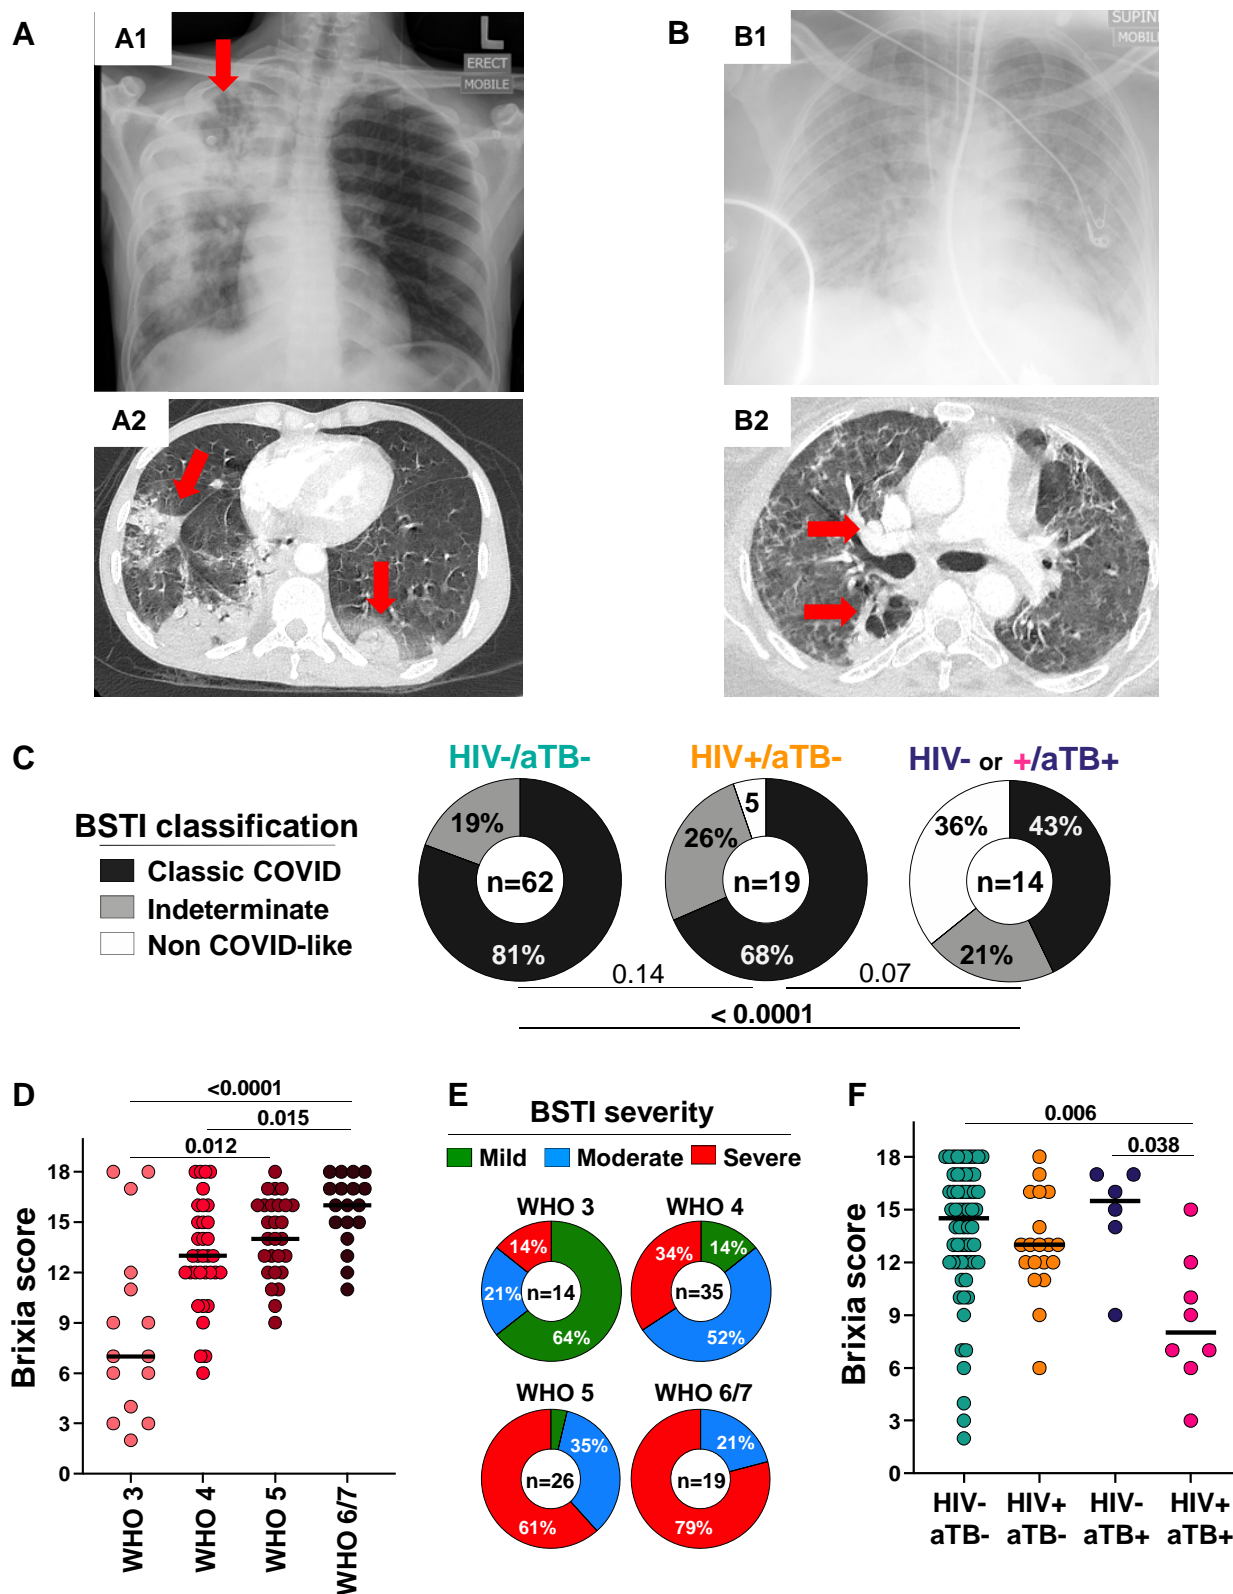 A
A1
L
ERECT
MOBILE
A2
B
B1
SUPIN
MOBIL
B2
C
BSTI classification
Classic COVID
Indeterminate
Non COVID-like
HIV-/aTB-
19%
n=62
81%
HIV+/aTB-
5
26%
n=19
68%
HIV- or +/aTB+
36%
43%
n=14
21%
0.14
0.07
< 0.0001
D
<0.0001
0.015
0.012
Brixia score
18
15
12
9
6
3
0
WHO 3
WHO 4
WHO 5
WHO 6/7
E
BSTI severity
Mild
Moderate
Severe
WHO 3
14%
21%
n=14
64%
WHO 4
34%
14%
n=35
52%
WHO 5
35%
n=26
61%
WHO 6/7
21%
n=19
79%
F
0.006
0.038
Brixia score
18
15
12
9
6
3
0
HIV-
aTB-
HIV+
aTB-
HIV-
aTB+
HIV+
aTB+